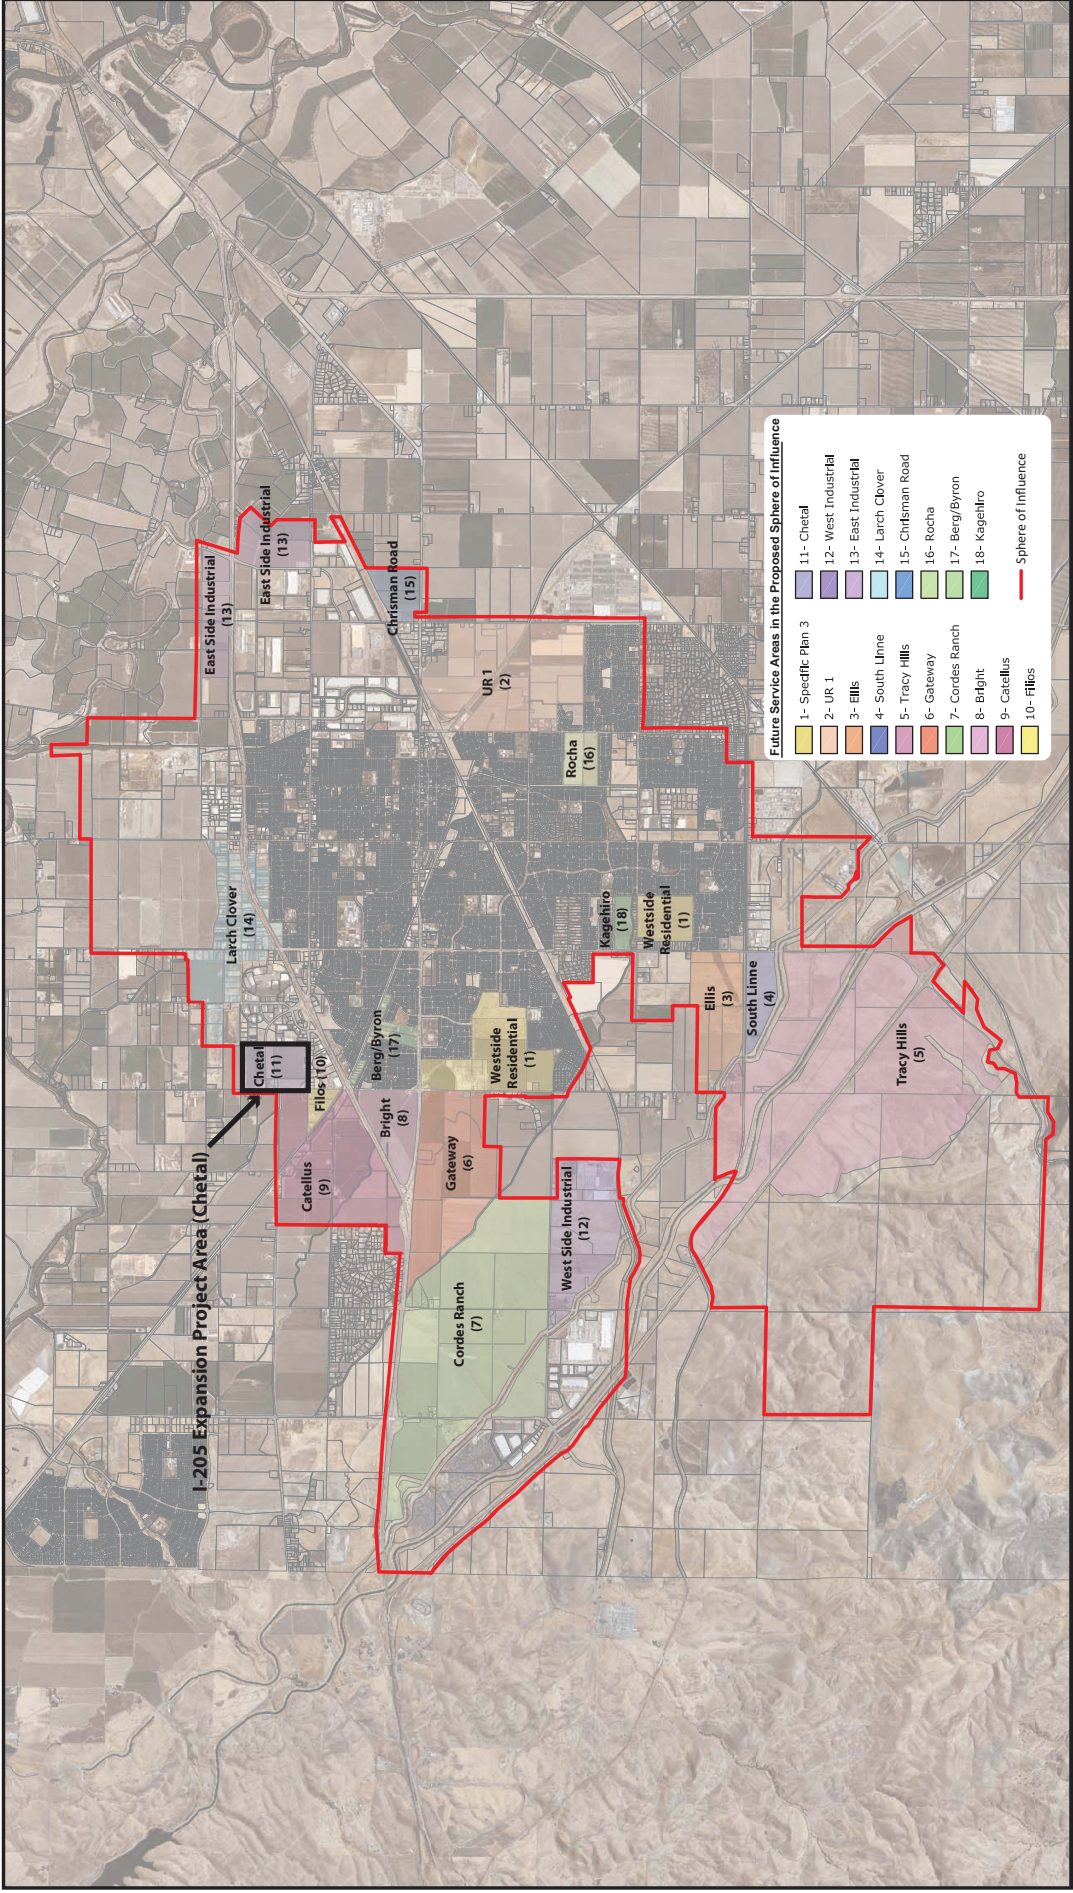 I-205 Expansion Project Area (Chetal)
Chetal
(11)
Filos (10)
Catellus
(9)
Bright
(8)
Berg/Byron
(17)
Larch Clover
(14)
East Side Industrial
(13)
East Side Industrial
(13)
Chrisman Road
(15)
UR 1
(2)
Rocha
(16)
Kagehiro
(18)
Westside
Residential
(1)
Westside
Residential
(1)
Gateway
(6)
Cordes Ranch
(7)
West Side Industrial
(12)
Ellis
(3)
South Linne
(4)
Tracy Hills
(5)
Future Service Areas in the Proposed Sphere of Influence
1- Specific Plan 3
2- UR 1
3- Ellis
4- South Linne
5- Tracy Hills
6- Gateway
7- Cordes Ranch
8- Bright
9- Catellus
10- Filios
11- Chetal
12- West Industrial
13- East Industrial
14- Larch Clover
15- Chrisman Road
16- Rocha
17- Berg/Byron
18- Kagehiro
Sphere of Influence